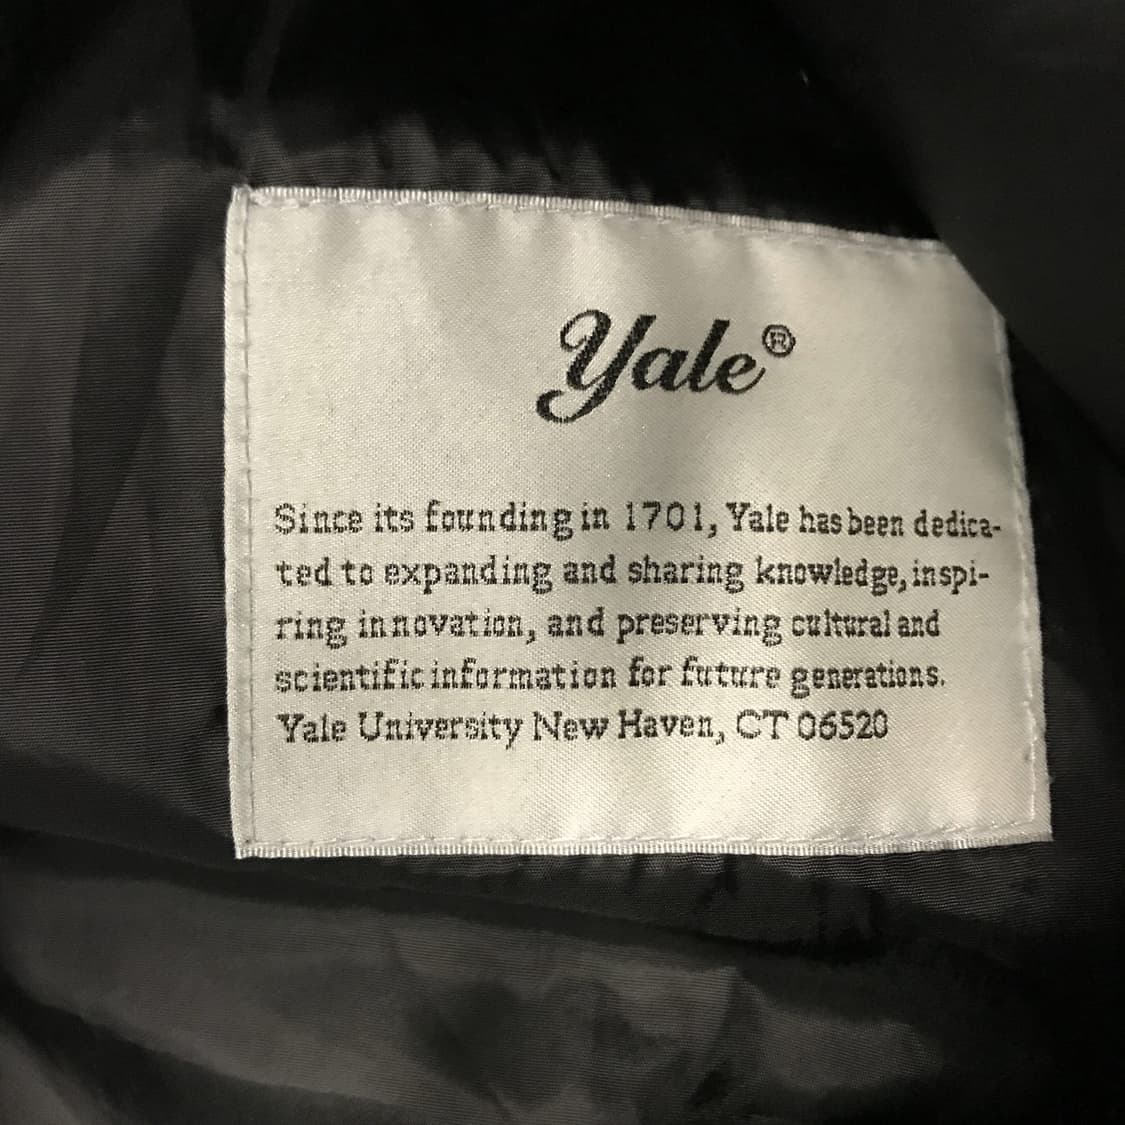 Yale®
Since its founding in 1701, Yale has been dedica-
ted to expanding and sharing knowledge, inspi-
ring innovation, and preserving cultural and
scientific information for future generations.
Yale University New Haven, CT 06520